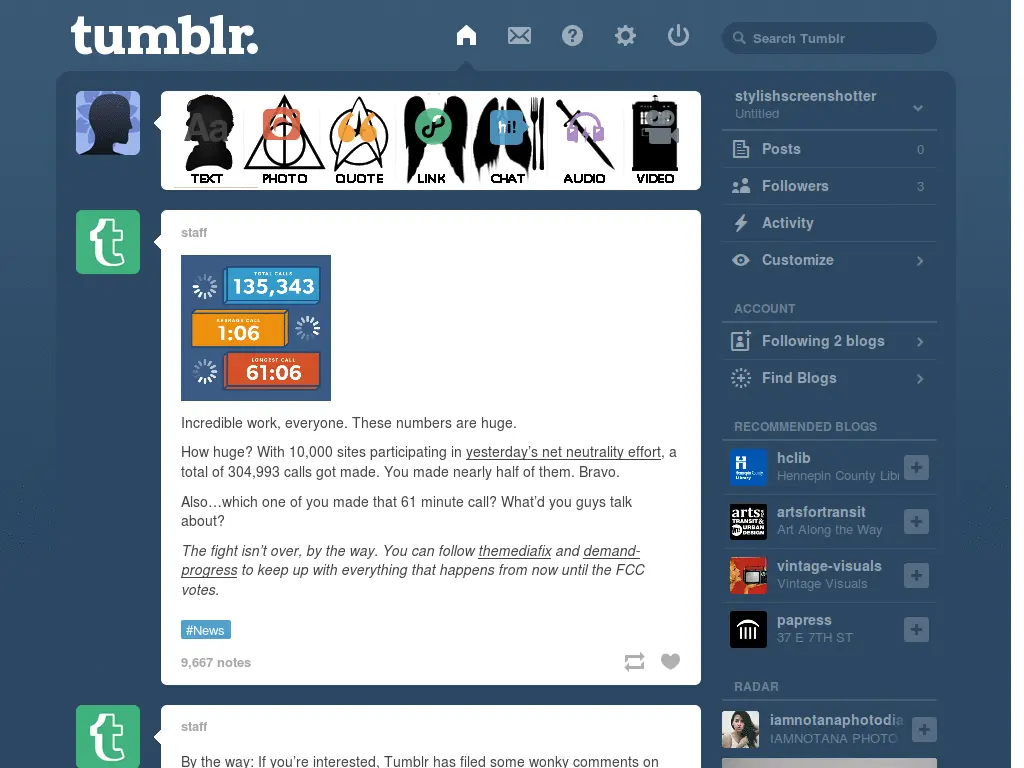 tumblr.
Search Tumblr
Aa
hi!
TEXT PHOTO QUOTE LINK CHAT AUDIO VIDEO
stylishscreenshotter
Untitled
Posts 0
Followers 3
Activity
Customize
ACCOUNT
Following 2 blogs
Find Blogs
RECOMMENDED BLOGS
hclib
Hennepin County Lib
artsfortransit
Art Along the Way
vintage-visuals
Vintage Visuals
papress
37 E 7TH ST
RADAR
iamnotanaphotodia
IAMNOTANA PHOTO
staff
TOTAL CALLS
135,343
AVERAGE CALL
1:06
LONGEST CALL
61:06
Incredible work, everyone. These numbers are huge.
How huge? With 10,000 sites participating in yesterday's net neutrality effort, a
total of 304,993 calls got made. You made nearly half of them. Bravo.
Also…which one of you made that 61 minute call? What'd you guys talk
about?
The fight isn't over, by the way. You can follow themediafix and demand-
progress to keep up with everything that happens from now until the FCC
votes.
#News
9,667 notes
staff
By the way: If you're interested, Tumblr has filed some wonky comments on